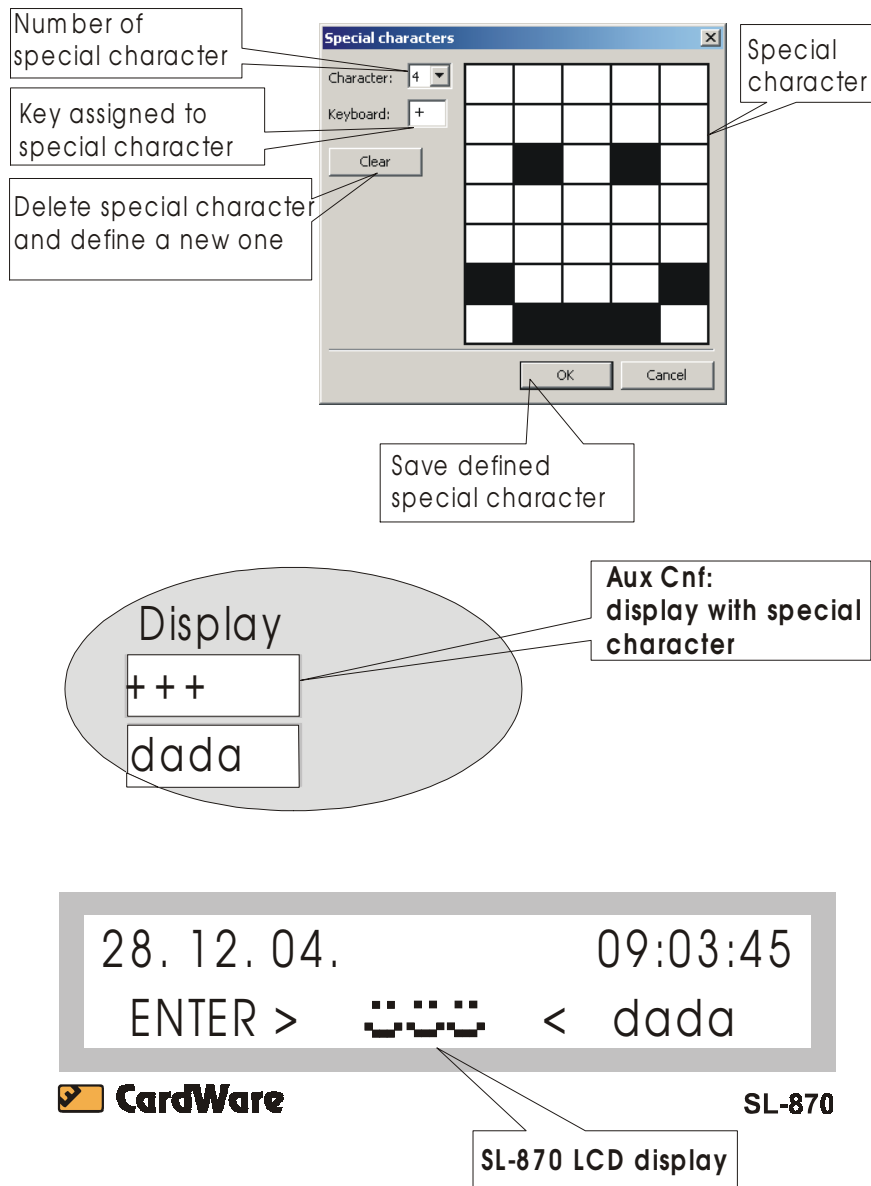 Number of
special character
Special characters
Special
character
Character: 4
Key assigned to
special character
Keyboard: +
Clear
Delete special character
and define a new one
OK Cancel
Save defined
special character
Aux Cnf:
display with special
character
Display
+++
dada
28. 12. 04. 09:03:45
ENTER > < dada
CardWare SL-870
SL-870 LCD display